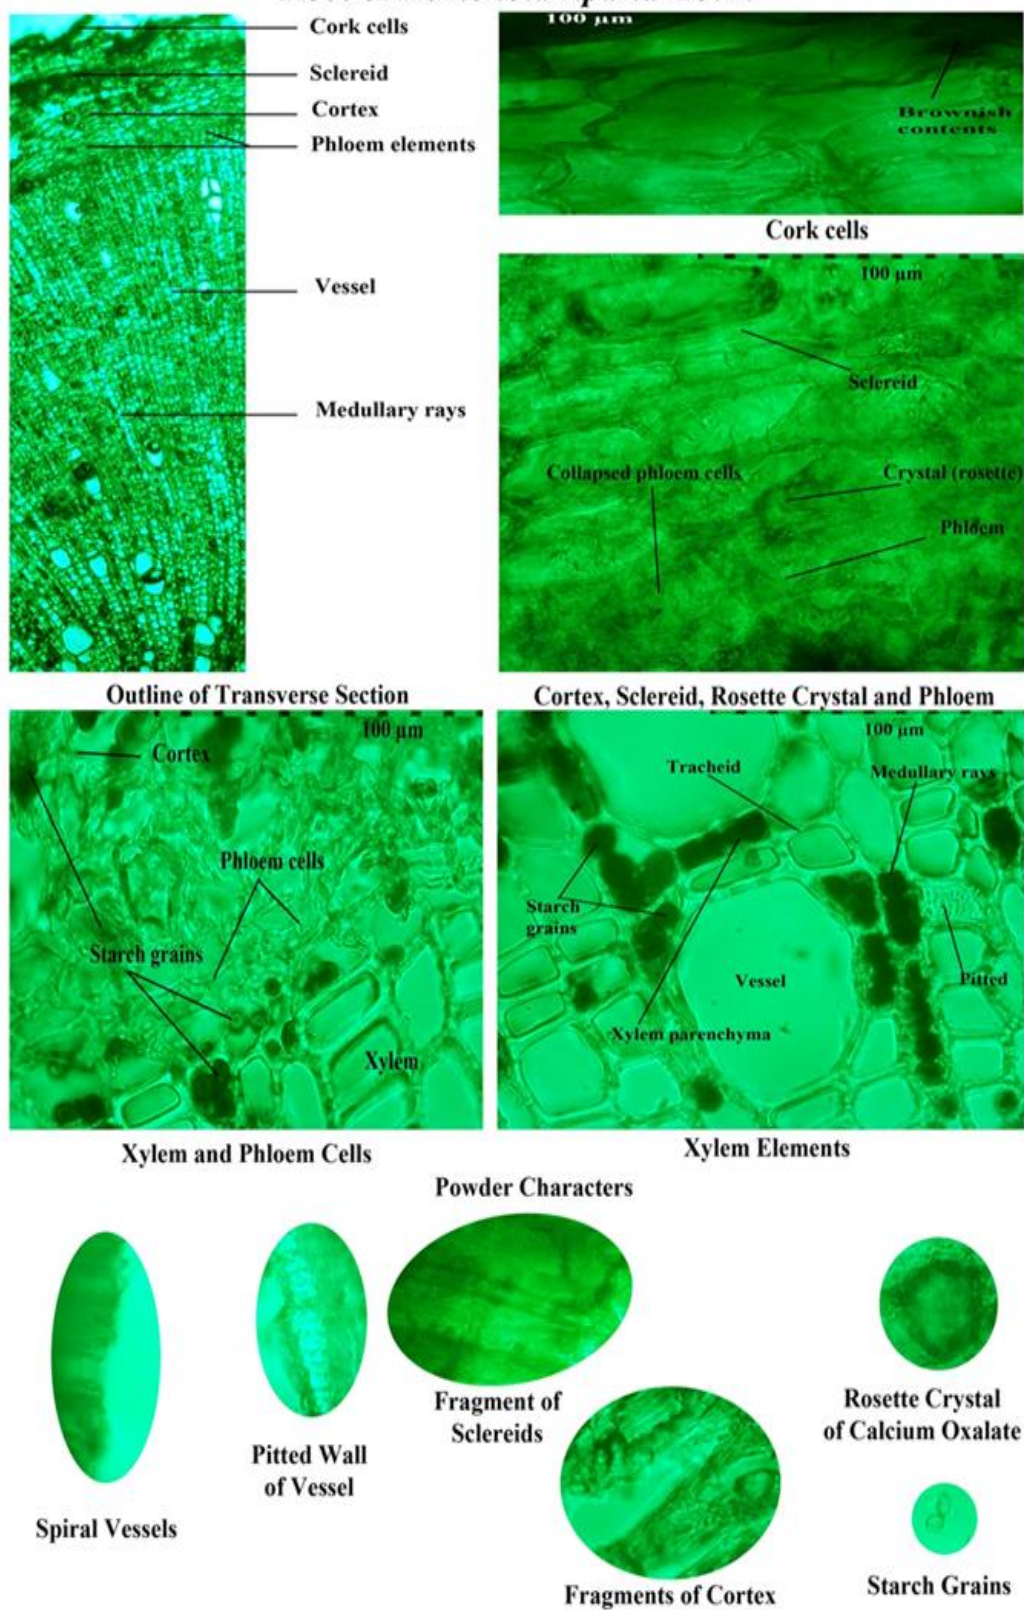 Cork cells
Sclereid
Cortex
Phloem elements
Vessel
Medullary rays
Outline of Transverse Section
100 µm
Brownish
contents
Cork cells
100 µm
Sclereid
Collapsed phloem cells
Crystal (rosette)
Phloem
Cortex, Sclereid, Rosette Crystal and Phloem
100 µm
Cortex
Phloem cells
Starch grains
Xylem
Xylem and Phloem Cells
100 µm
Tracheid
Medullary rays
Starch
grains
Vessel
Pitted
Xylem parenchyma
Xylem Elements
Powder Characters
Spiral Vessels
Pitted Wall
of Vessel
Fragment of
Sclereids
Fragments of Cortex
Rosette Crystal
of Calcium Oxalate
Starch Grains